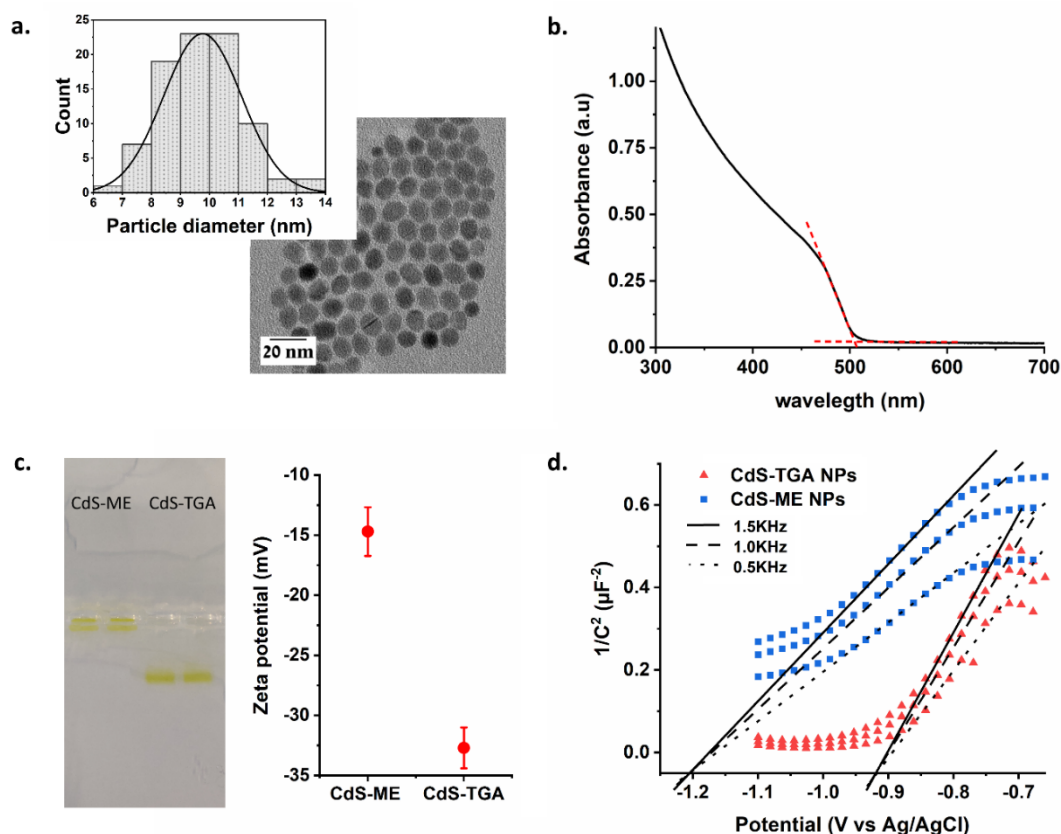 a.
25
20
15
10
5
0
Count
6 7 8 9 10 11 12 13 14
Particle diameter (nm)
20 nm
b.
1.00
0.75
0.50
0.25
0.00
Absorbance (a.u)
300 400 500 600 700
wavelegth (nm)
c.
CdS-ME CdS-TGA
-10
-15
-20
-25
-30
-35
Zeta potential (mV)
CdS-ME CdS-TGA
d.
CdS-TGA NPs
CdS-ME NPs
1.5KHz
1.0KHz
0.5KHz
0.6
0.4
0.2
0.0
1/C² (µF⁻²)
-1.2 -1.1 -1.0 -0.9 -0.8 -0.7
Potential (V vs Ag/AgCl)